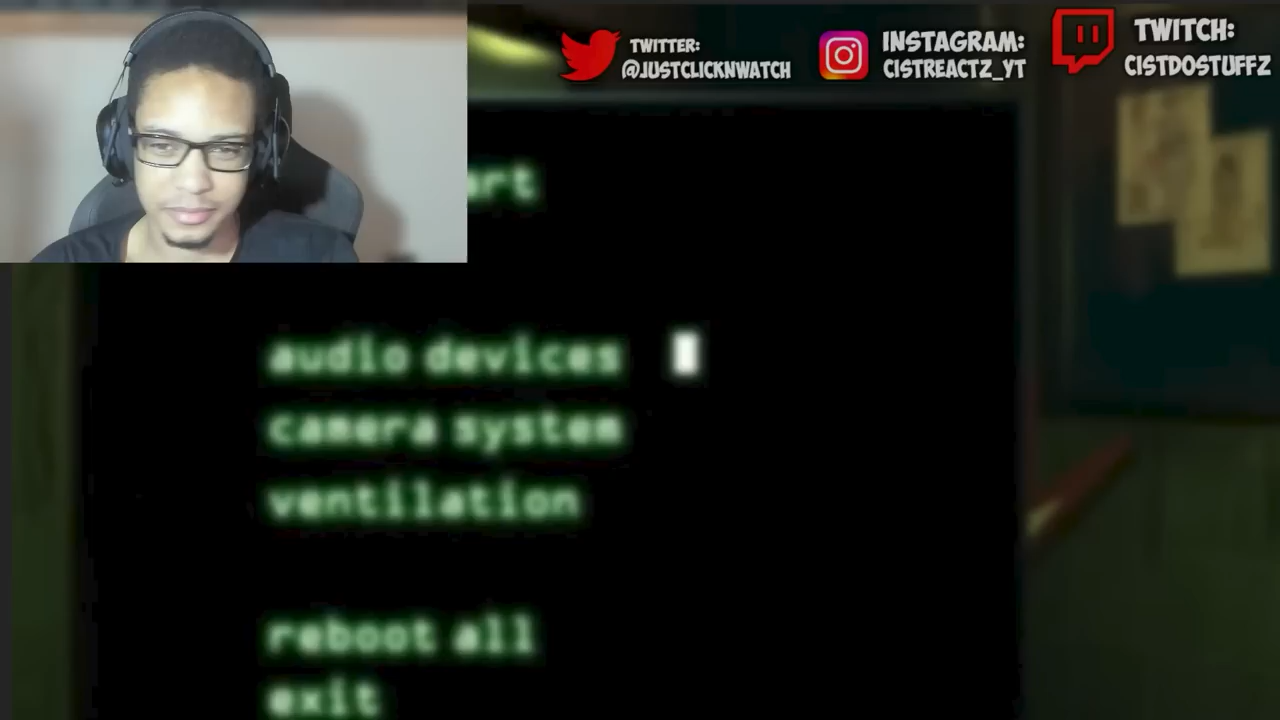 TWITTER:
@JUSTCLICKNWATCH
INSTAGRAM:
CISTREACTZ_YT
TWITCH:
CISTDOSTUFFZ
audio devices
camera system
ventilation
reboot all
exit